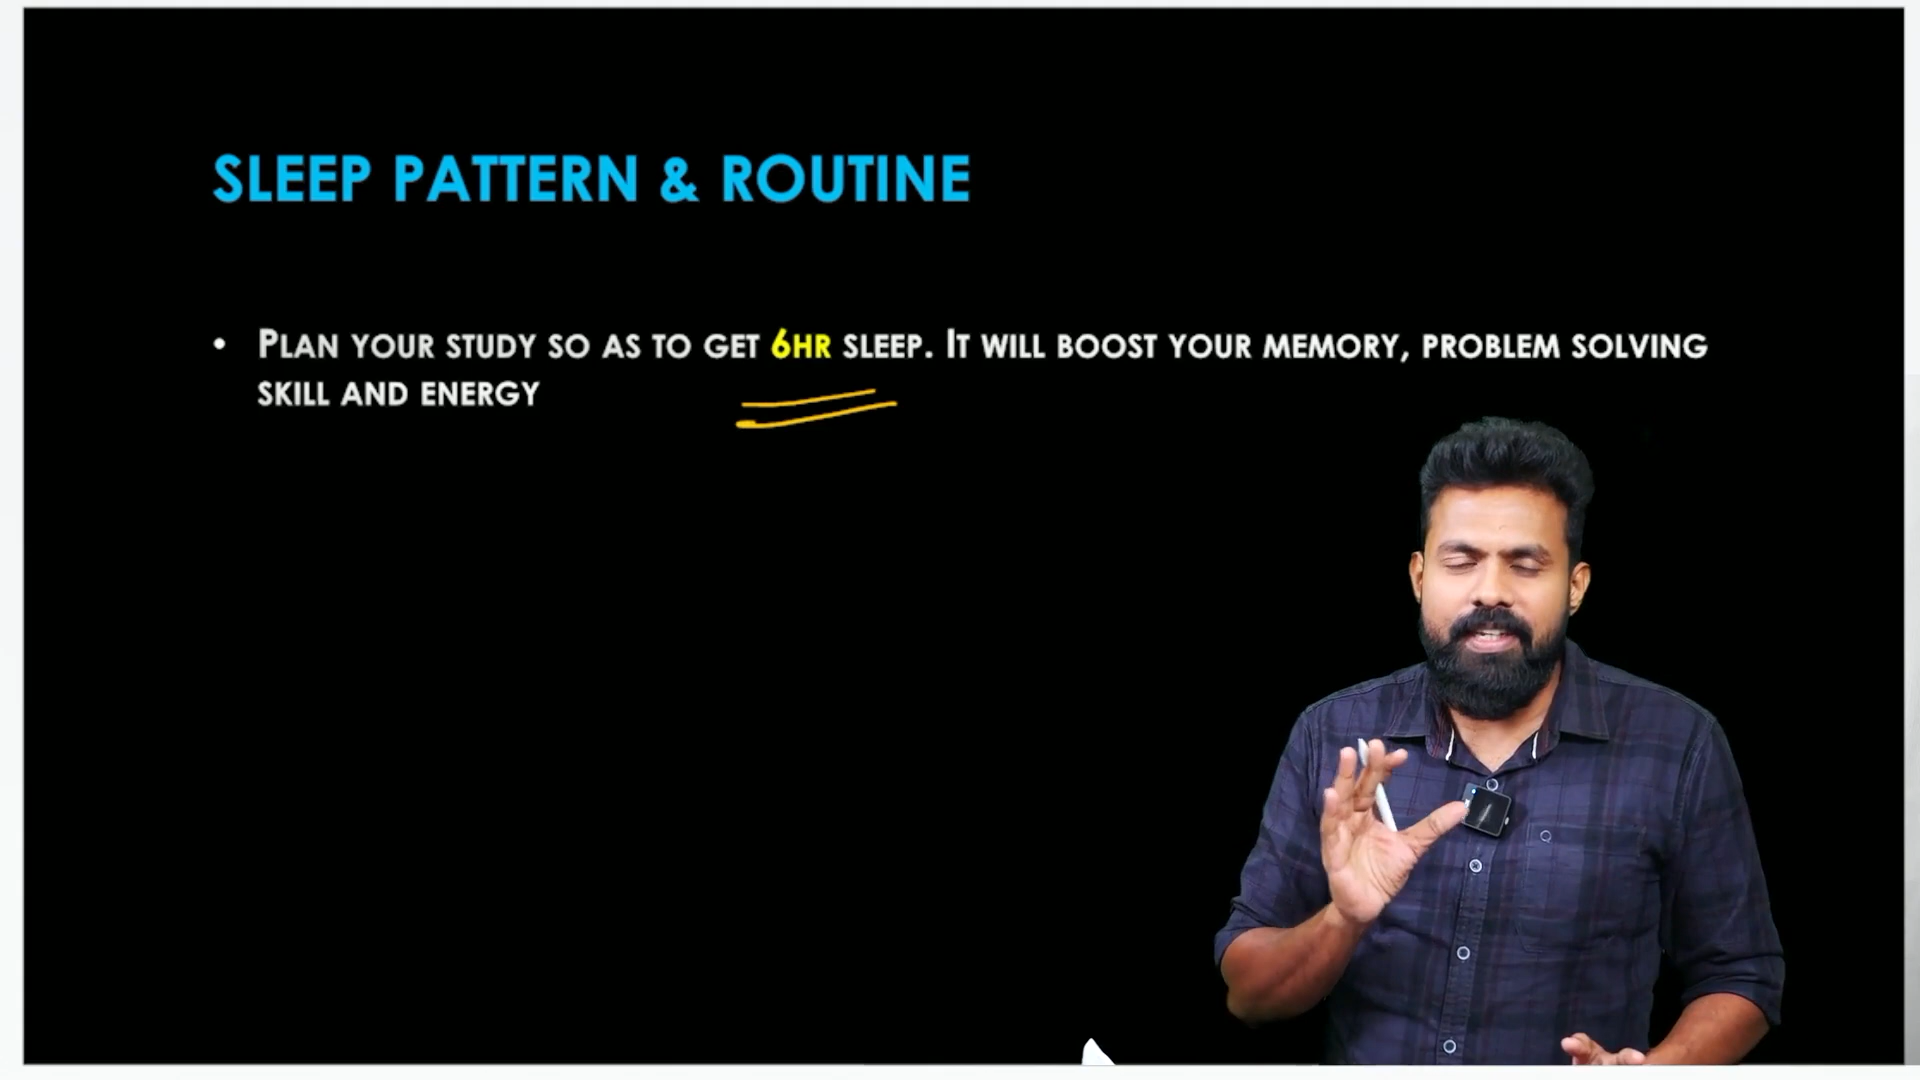 SLEEP PATTERN & ROUTINE
• PLAN YOUR STUDY SO AS TO GET 6HR SLEEP. IT WILL BOOST YOUR MEMORY, PROBLEM SOLVING
SKILL AND ENERGY